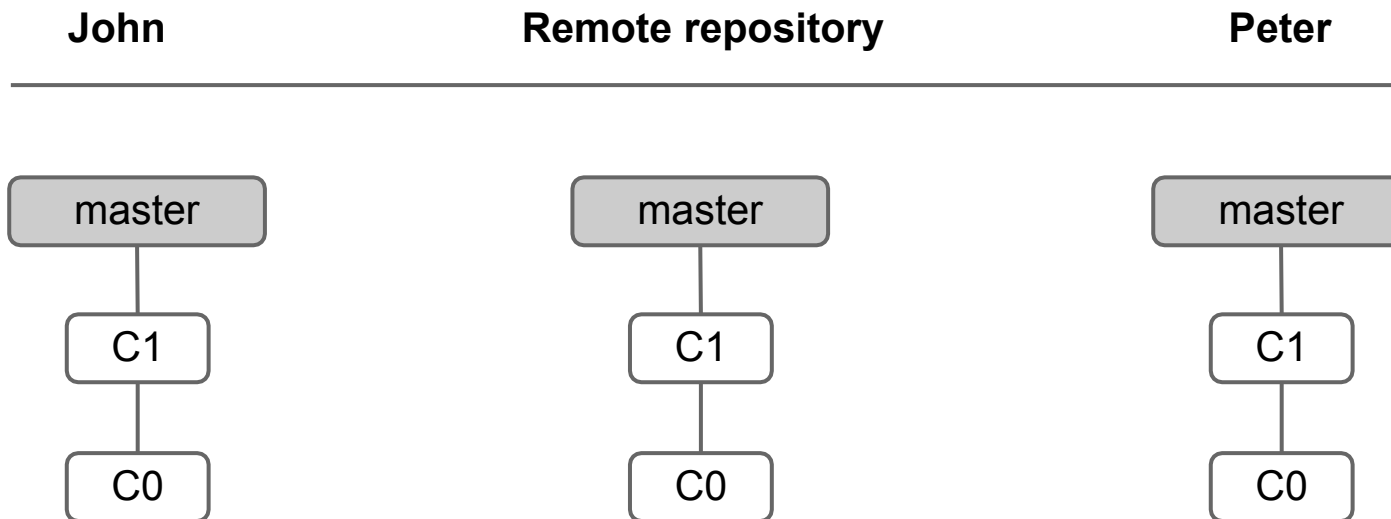 John Remote repository Peter
master master master
C1 C1 C1
C0 C0 C0